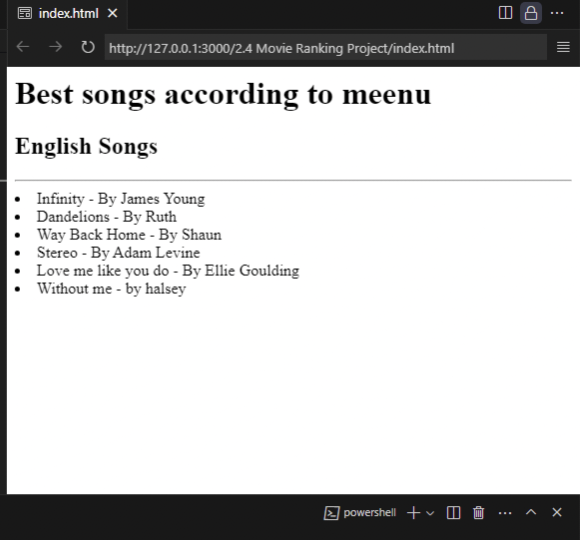 index.html
http://127.0.0.1:3000/2.4 Movie Ranking Project/index.html
Best songs according to meenu
English Songs
Infinity - By James Young
Dandelions - By Ruth
Way Back Home - By Shaun
Stereo - By Adam Levine
Love me like you do - By Ellie Goulding
Without me - by halsey
powershell